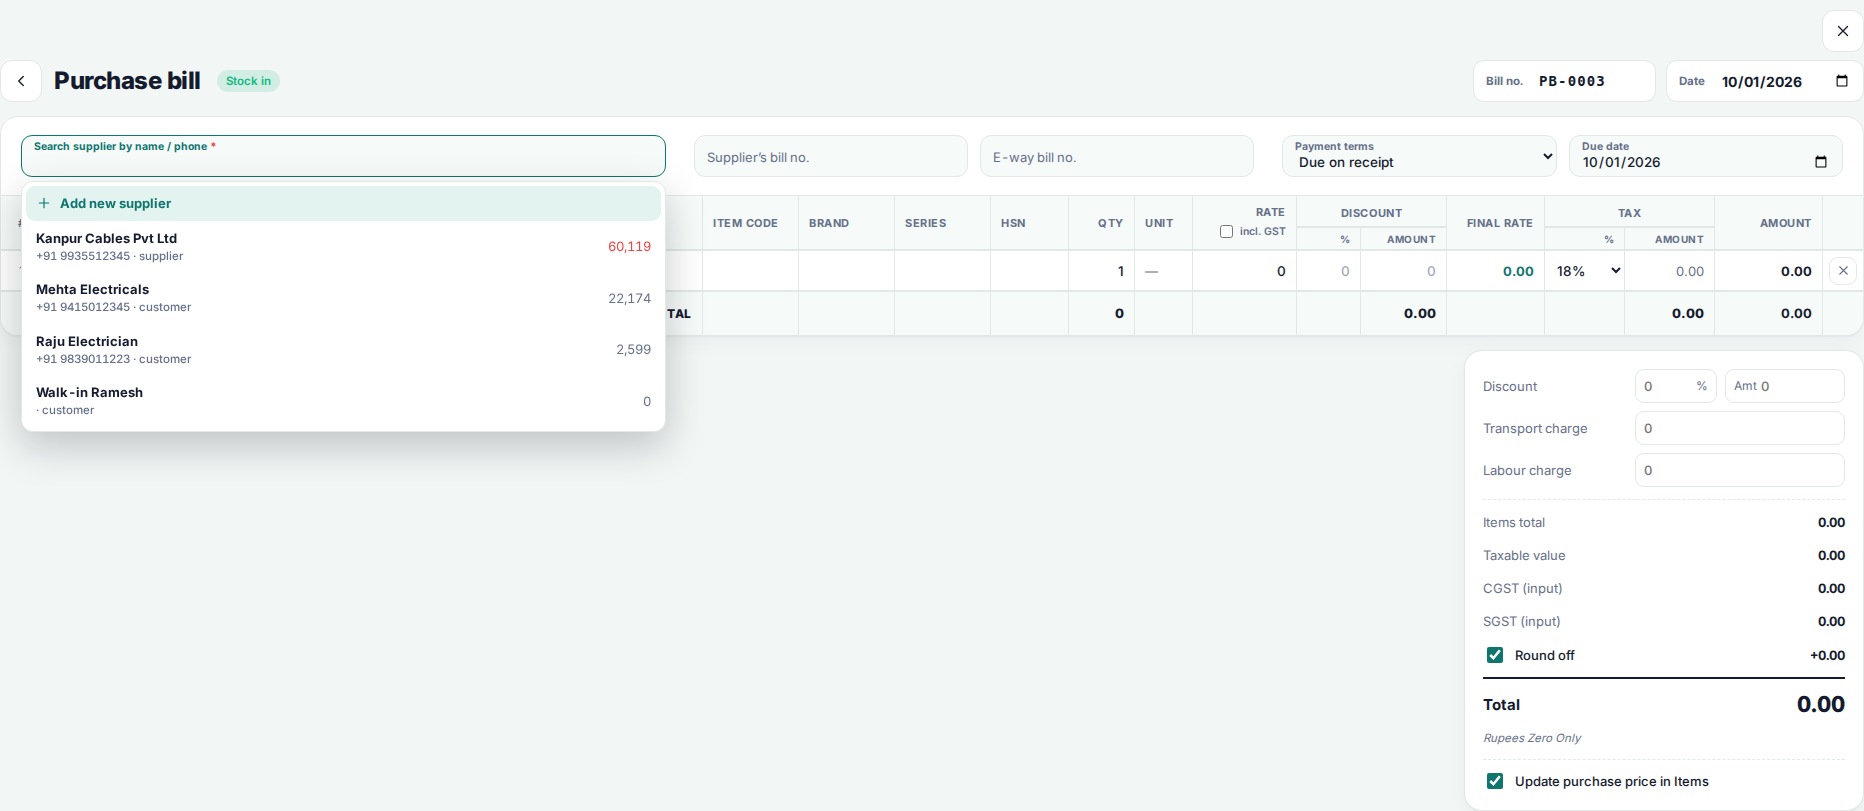 Purchase bill Stock in
Bill no. PB-0003 Date 10/01/2026
Search supplier by name / phone *
Supplier’s bill no.
E-way bill no.
Payment terms
Due on receipt
Due date
10/01/2026
+ Add new supplier
Kanpur Cables Pvt Ltd
+91 9935512345 · supplier
60,119
Mehta Electricals
+91 9415012345 · customer
22,174
Raju Electrician
+91 9839011223 · customer
2,599
Walk-in Ramesh
· customer
0
ITEM CODE BRAND SERIES HSN QTY UNIT RATE incl. GST DISCOUNT % AMOUNT FINAL RATE TAX % AMOUNT AMOUNT
1 — 0 0 0 0.00 18% 0.00 0.00
TAL 0 0.00 0.00 0.00
Discount 0 % Amt 0
Transport charge 0
Labour charge 0
Items total 0.00
Taxable value 0.00
CGST (input) 0.00
SGST (input) 0.00
Round off +0.00
Total 0.00
Rupees Zero Only
Update purchase price in Items